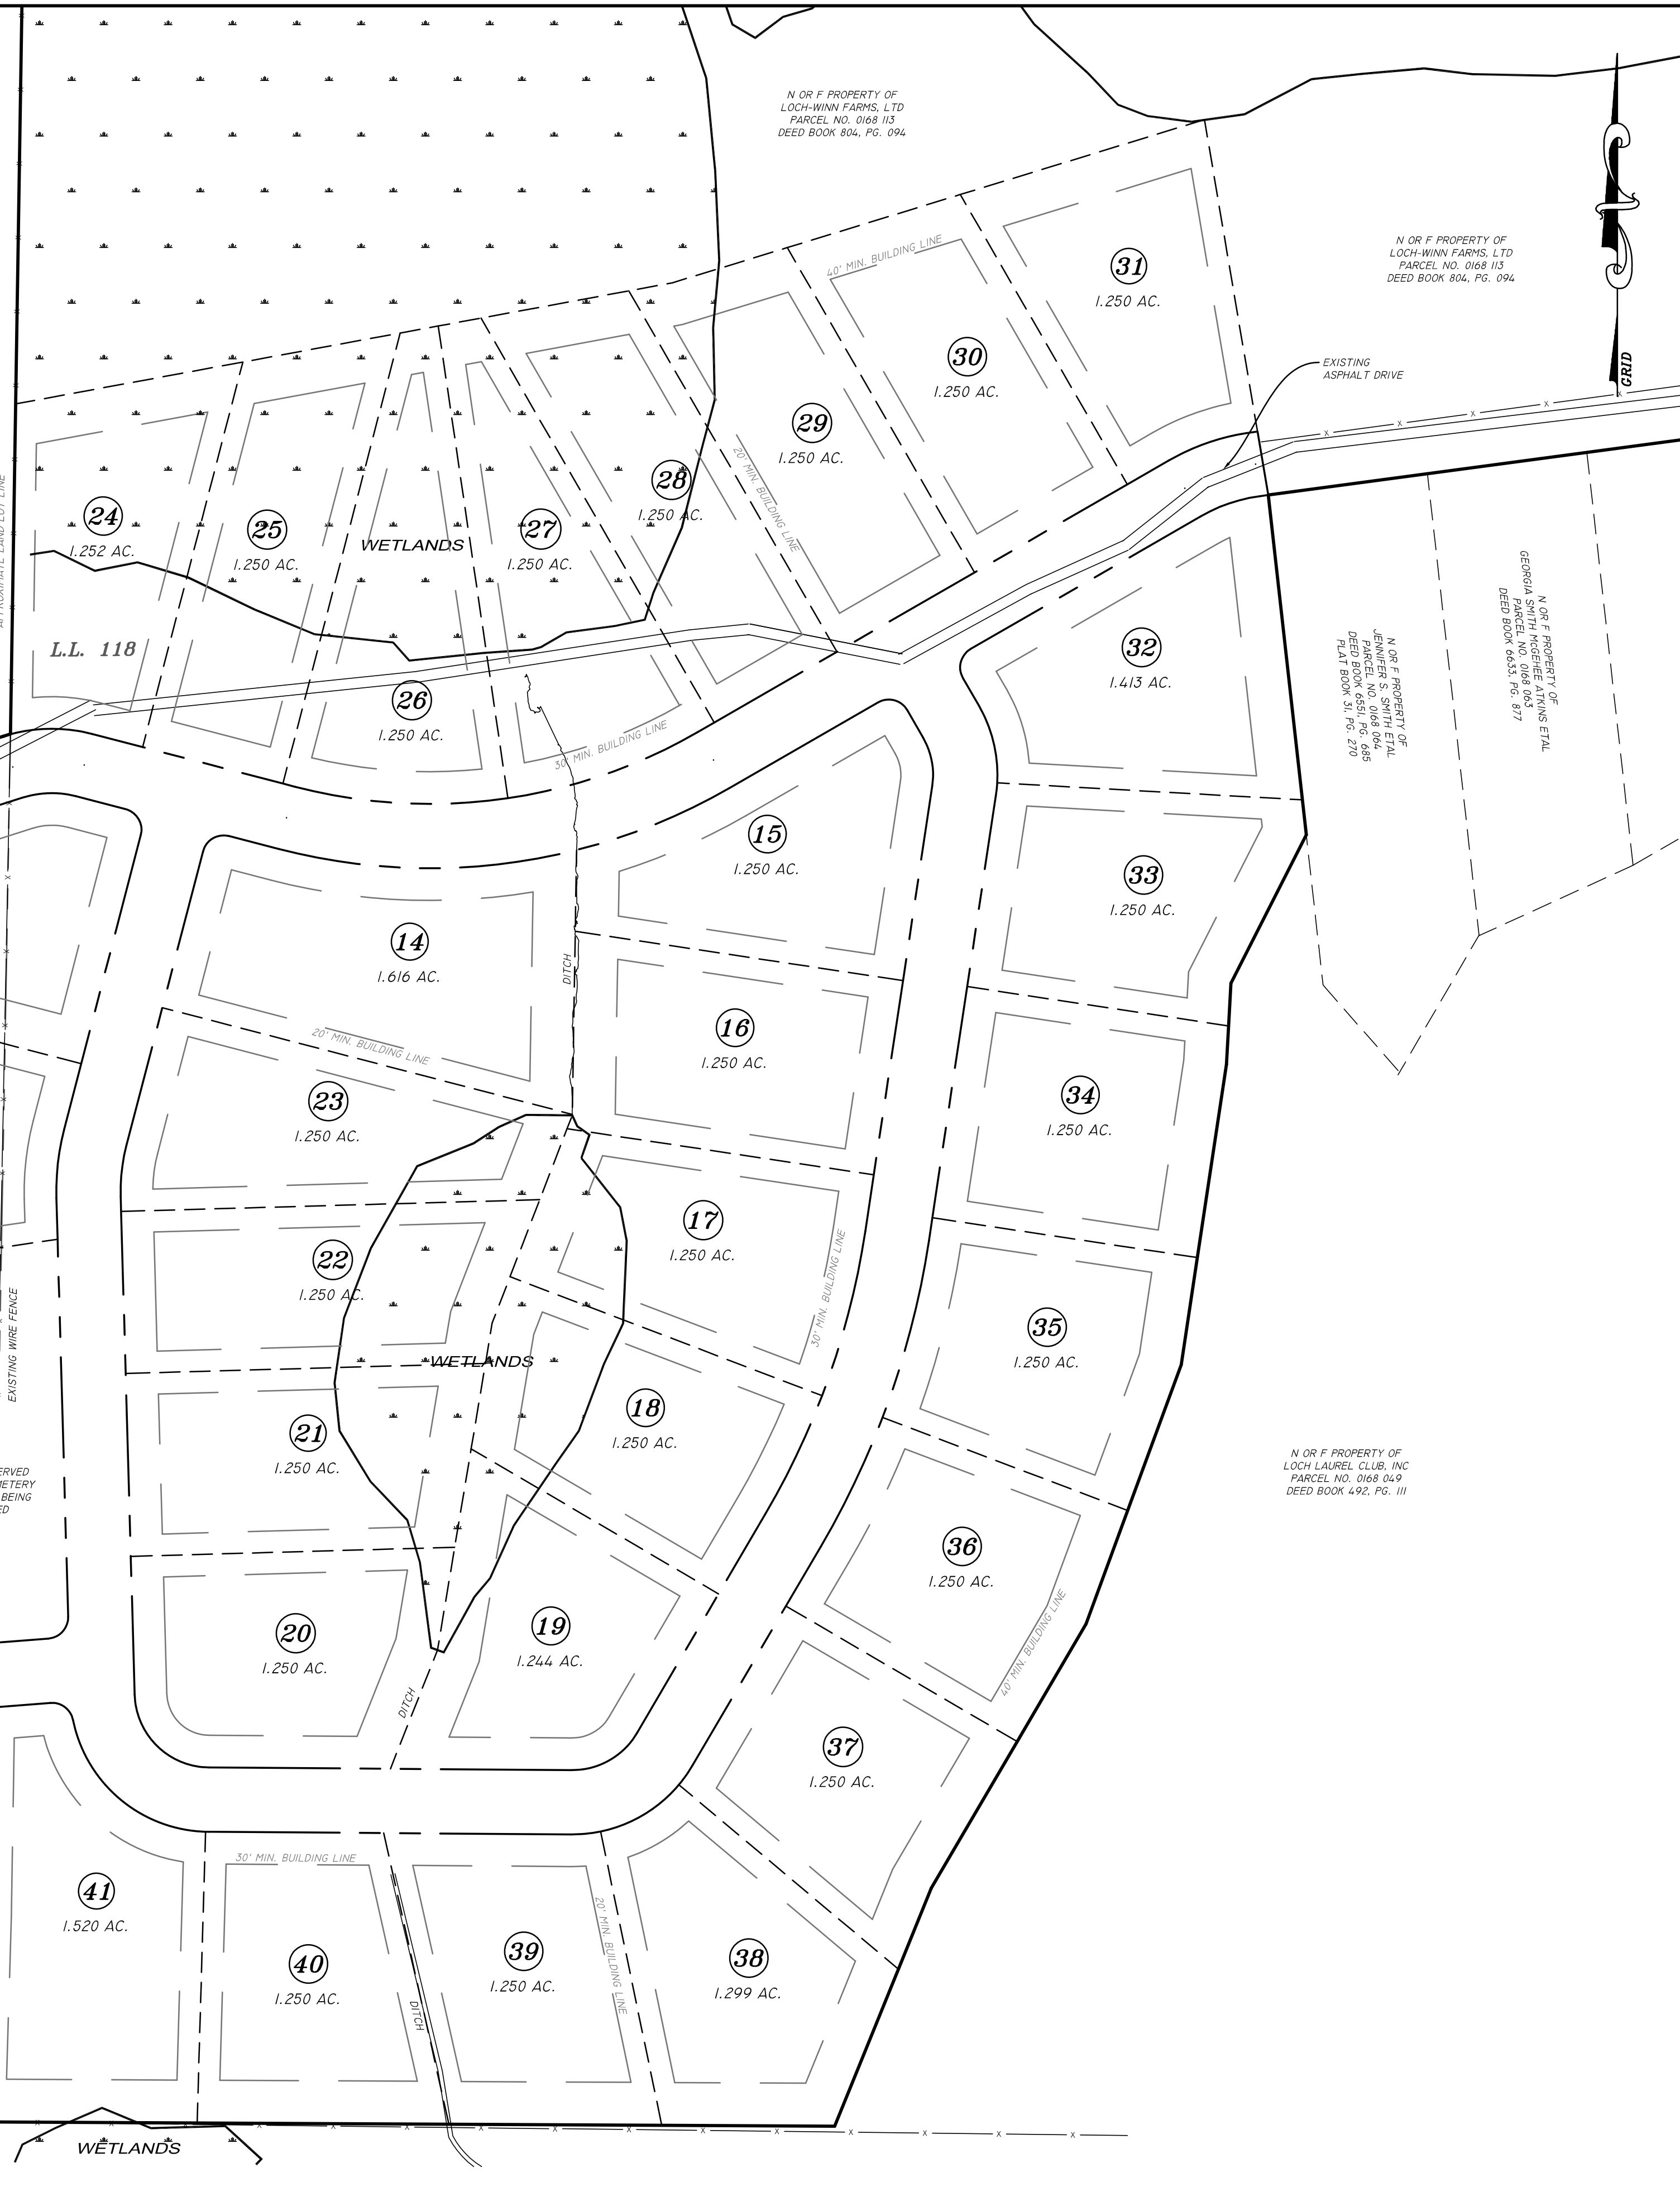 N OR F PROPERTY OF
LOCH-WINN FARMS, LTD
PARCEL NO. 0168 113
DEED BOOK 804, PG. 094
N OR F PROPERTY OF
LOCH-WINN FARMS, LTD
PARCEL NO. 0168 113
DEED BOOK 804, PG. 094
GRID
40' MIN. BUILDING LINE
31
1.250 AC.
30
1.250 AC.
EXISTING
ASPHALT DRIVE
29
1.250 AC.
20' MIN. BUILDING LINE
28
1.250 AC.
24
1.252 AC.
25
1.250 AC.
WETLANDS
27
1.250 AC.
APPROXIMATE LAND LOT LINE
L.L. 118
26
1.250 AC.
30' MIN. BUILDING LINE
32
1.413 AC.
N OR F PROPERTY OF
JENNIFER S. SMITH ETAL
PARCEL NO. 0168 064
DEED BOOK 6551, PG. 685
PLAT BOOK 31, PG. 270
N OR F PROPERTY OF
GEORGIA SMITH MCGEHEE ATKINS ETAL
PARCEL NO. 0168 063
DEED BOOK 6633, PG. 877
15
1.250 AC.
33
1.250 AC.
14
1.616 AC.
DITCH
20' MIN. BUILDING LINE
16
1.250 AC.
23
1.250 AC.
34
1.250 AC.
17
1.250 AC.
22
1.250 AC.
30' MIN. BUILDING LINE
EXISTING WIRE FENCE
35
1.250 AC.
WETLANDS
18
1.250 AC.
21
1.250 AC.
ERVED
METERY
BEING
ED
N OR F PROPERTY OF
LOCH LAUREL CLUB, INC
PARCEL NO. 0168 049
DEED BOOK 492, PG. 111
36
1.250 AC.
40' MIN. BUILDING LINE
20
1.250 AC.
19
1.244 AC.
DITCH
37
1.250 AC.
30' MIN. BUILDING LINE
41
1.520 AC.
20' MIN. BUILDING LINE
40
1.250 AC.
39
1.250 AC.
38
1.299 AC.
DITCH
WETLANDS